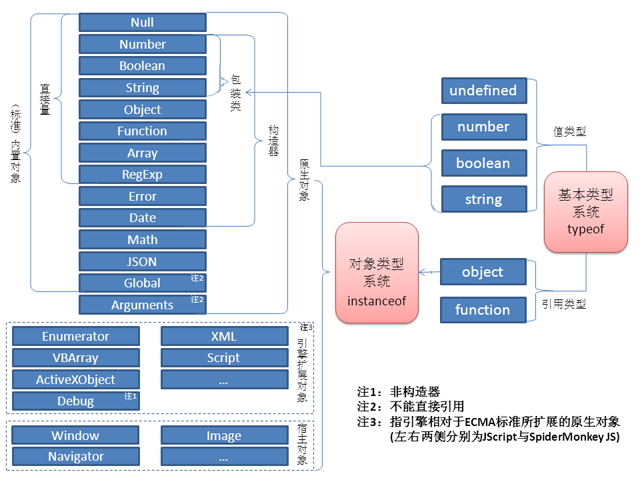 Null
Number
Boolean
String
Object
Function
Array
RegExp
Error
Date
Math
JSON
Global 注2
Arguments 注2
(标准)内置对象
直接量
包装类
构造器
原生对象
undefined
number
boolean
string
值类型
基本类型
系统
typeof
对象类型
系统
instanceof
object
function
引用类型
Enumerator
XML
VBArray
Script
ActiveXObject
...
Debug 注1
注3
引擎扩展对象
Window
Image
Navigator
...
宿主对象
注1：非构造器
注2：不能直接引用
注3：指引擎相对于ECMA标准所扩展的原生对象
(左右两侧分别为JScript与SpiderMonkey JS)